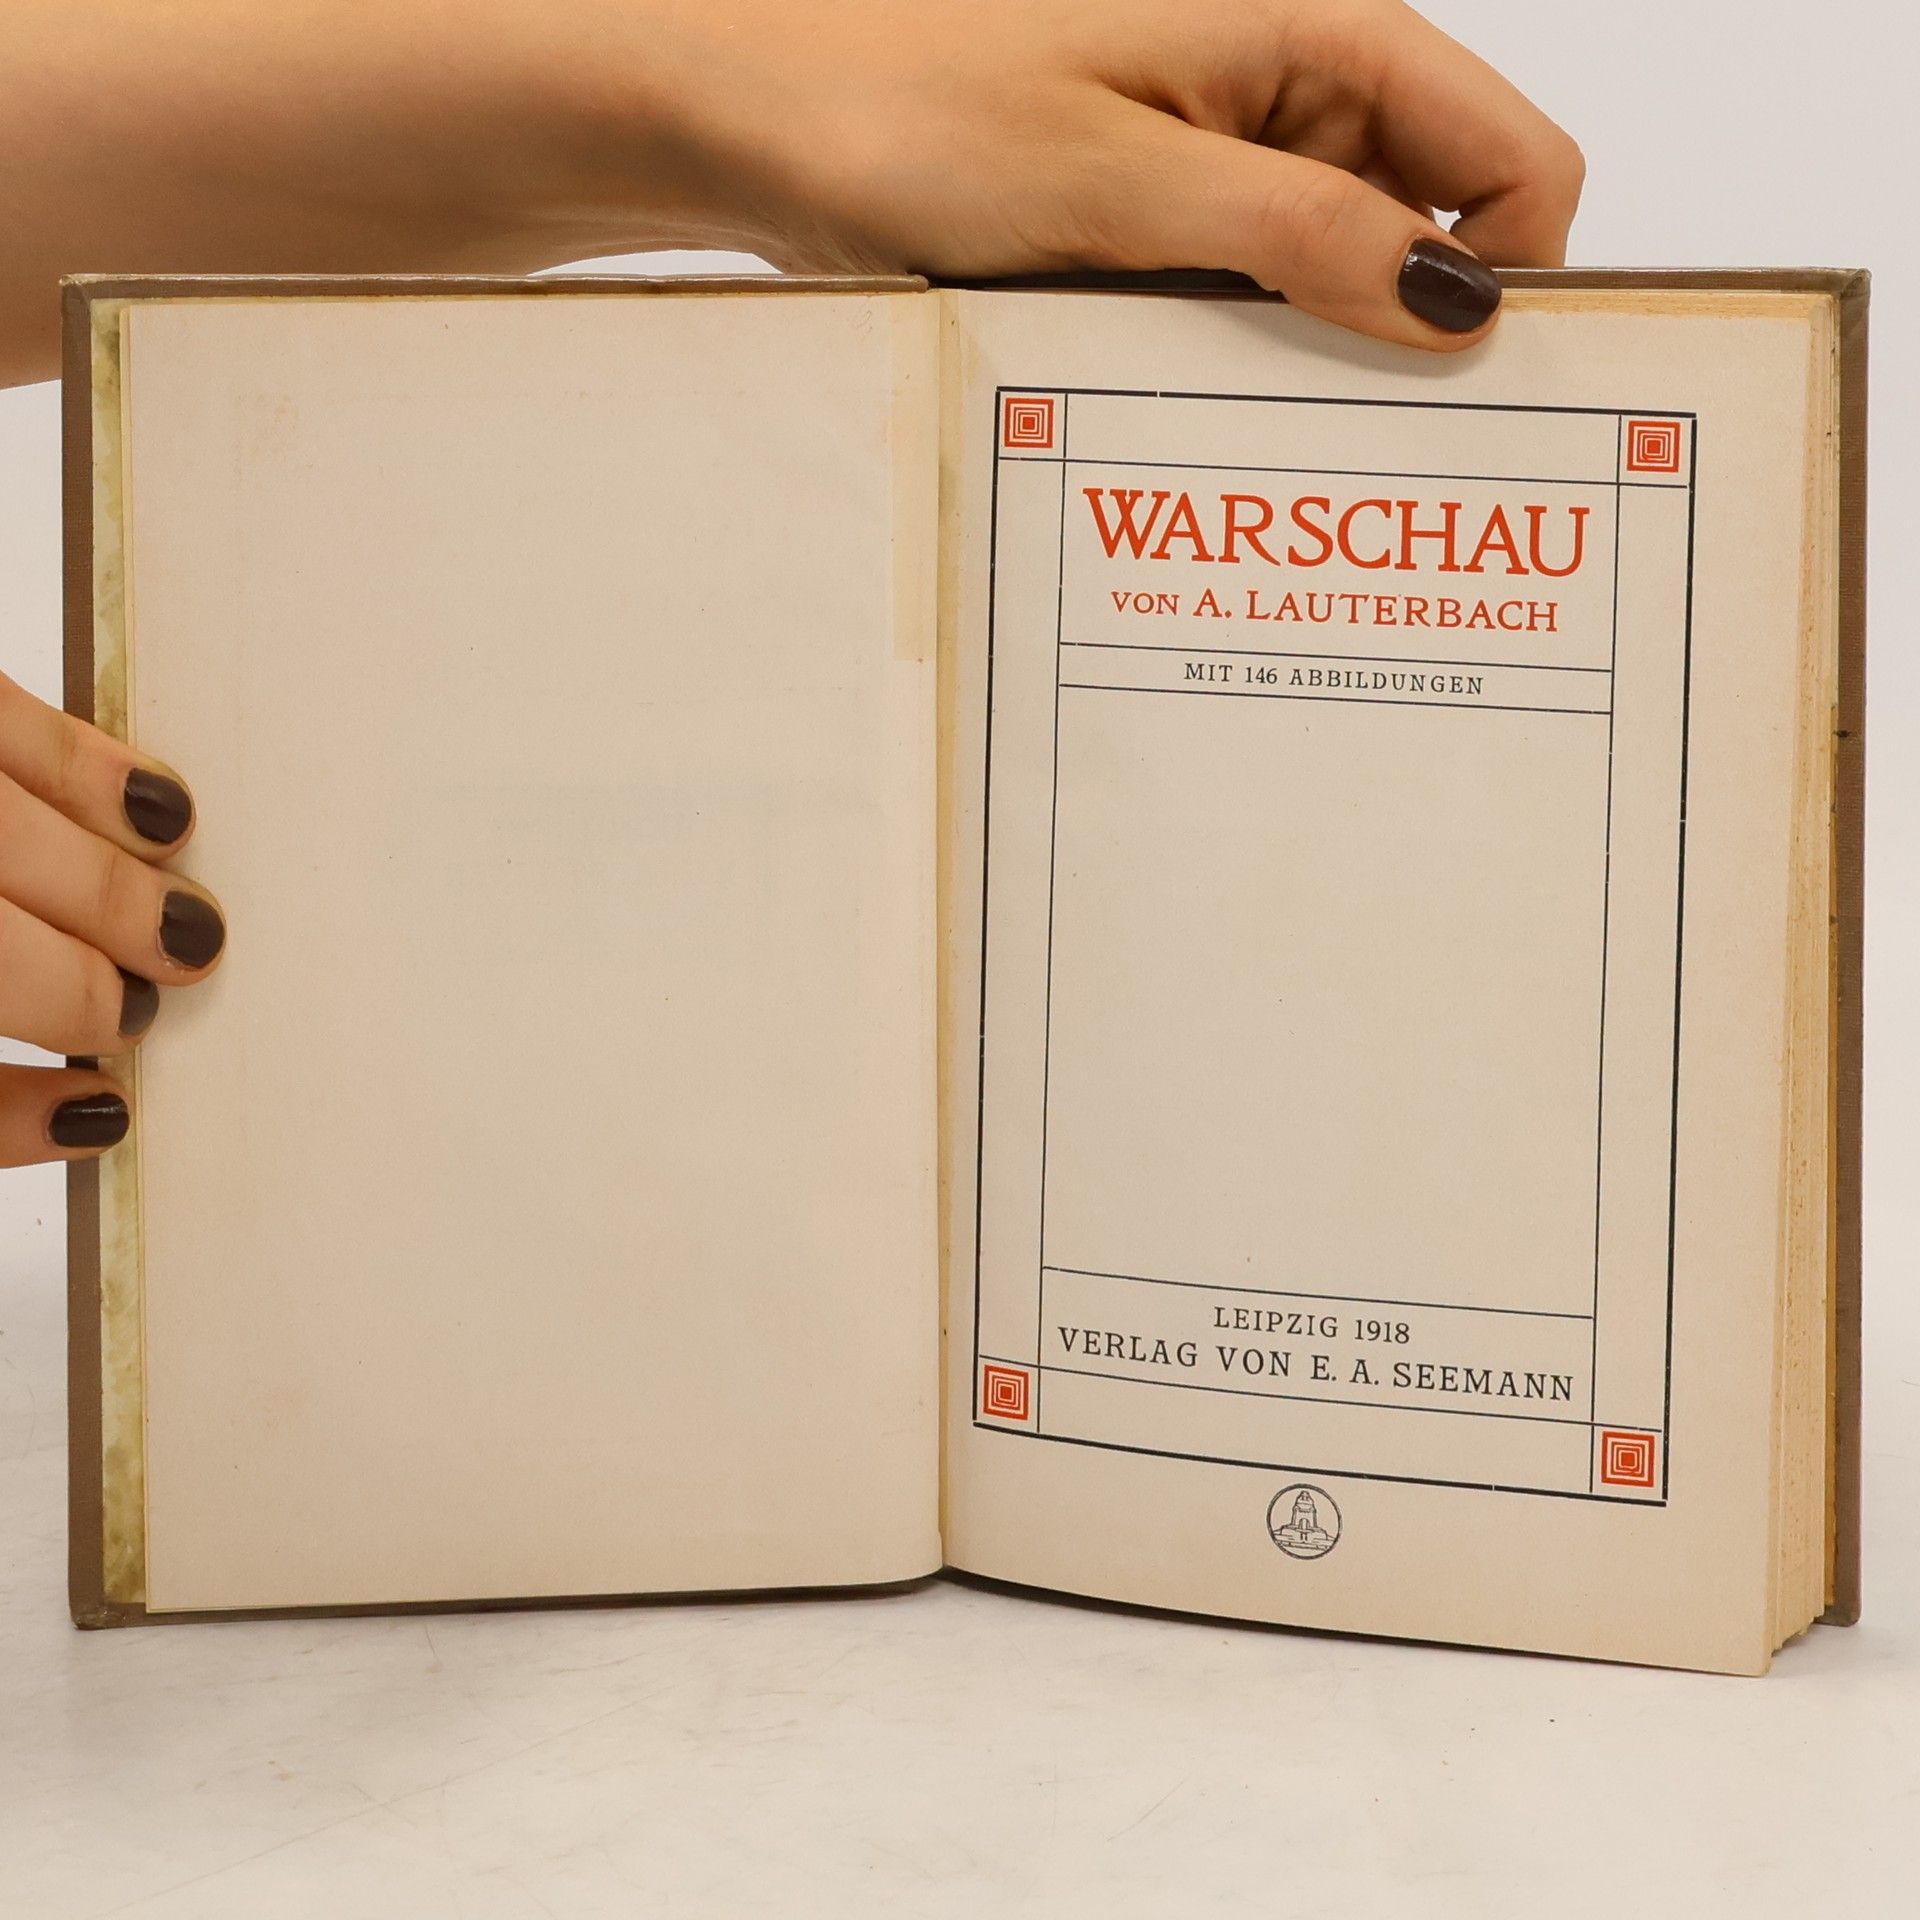 WARSCHAU
VON A. LAUTERBACH
MIT 146 ABBILDUNGEN
LEIPZIG 1918
VERLAG VON E. A. SEEMANN